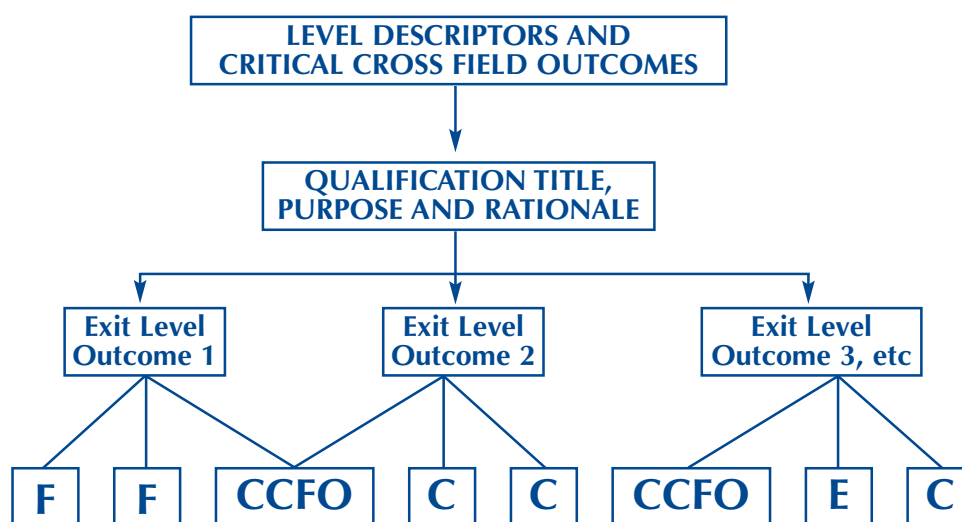 LEVEL DESCRIPTORS AND
CRITICAL CROSS FIELD OUTCOMES
QUALIFICATION TITLE,
PURPOSE AND RATIONALE
Exit Level
Outcome 1
Exit Level
Outcome 2
Exit Level
Outcome 3, etc
F
F
CCFO
C
C
CCFO
E
C